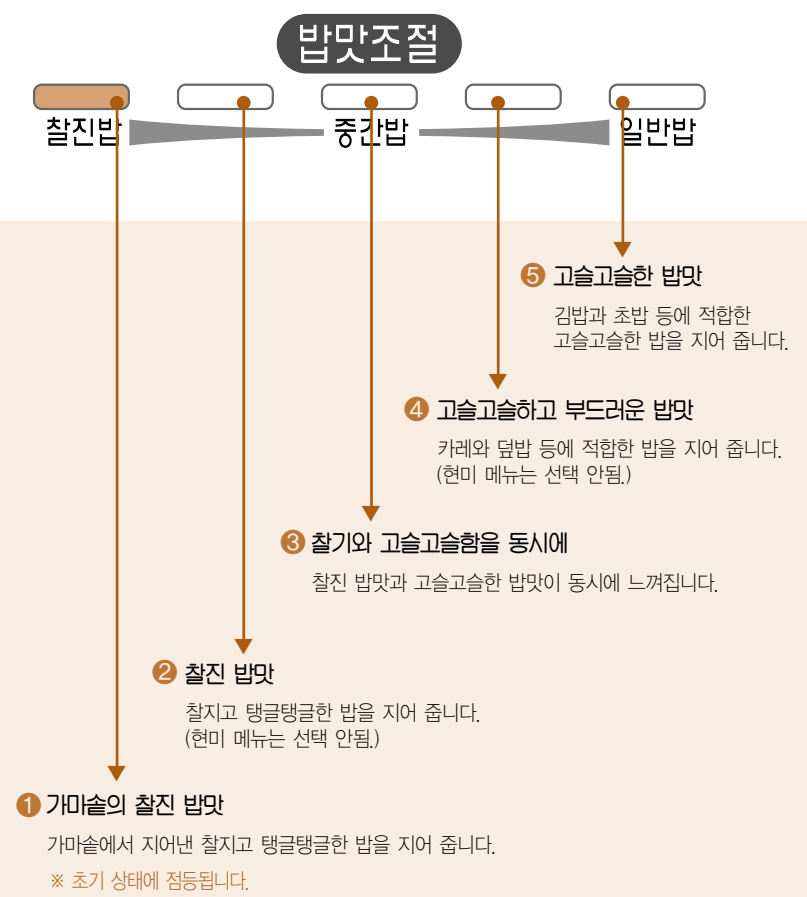 밥맛조절
찰진밥 중간밥 일반밥
❺ 고슬고슬한 밥맛
김밥과 초밥 등에 적합한
고슬고슬한 밥을 지어 줍니다.
❹ 고슬고슬하고 부드러운 밥맛
카레와 덮밥 등에 적합한 밥을 지어 줍니다.
(현미 메뉴는 선택 안됨.)
❸ 찰기와 고슬고슬함을 동시에
찰진 밥맛과 고슬고슬한 밥맛이 동시에 느껴집니다.
❷ 찰진 밥맛
찰지고 탱글탱글한 밥을 지어 줍니다.
(현미 메뉴는 선택 안됨.)
❶ 가마솥의 찰진 밥맛
가마솥에서 지어낸 찰지고 탱글탱글한 밥을 지어 줍니다.
※ 초기 상태에 점등됩니다.